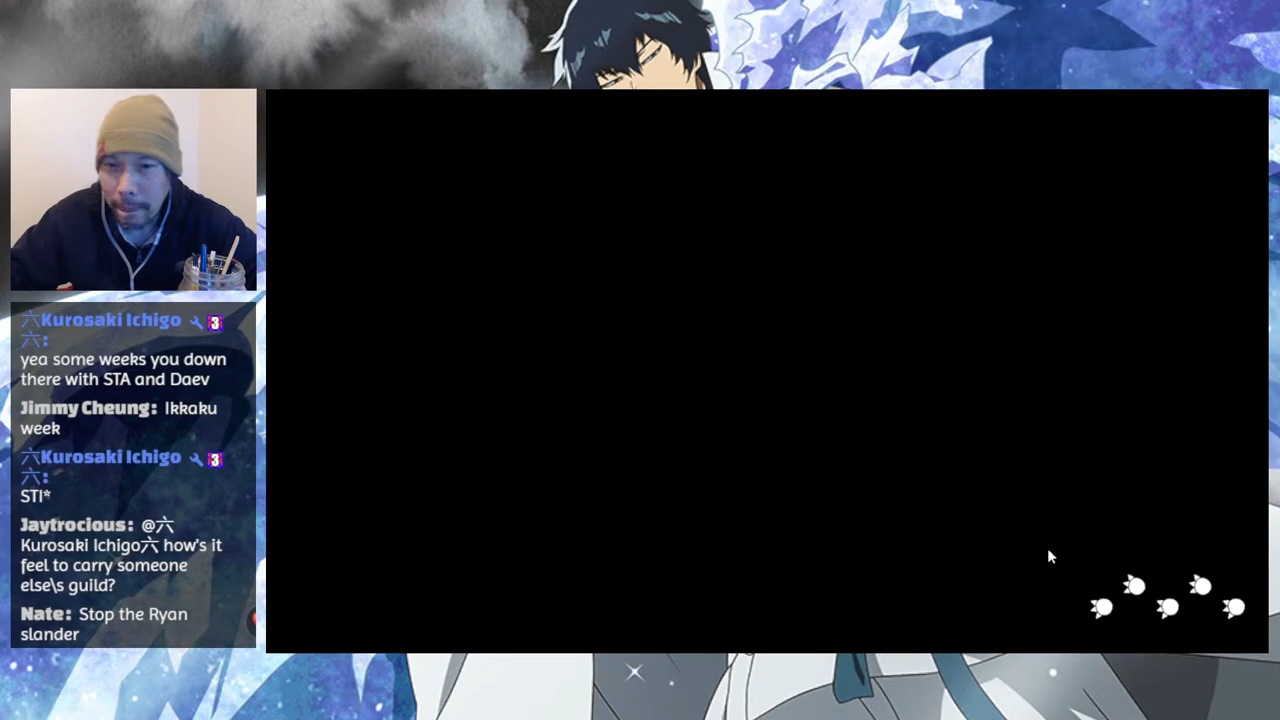 六Kurosaki Ichigo 3
六:
yea some weeks you down
there with STA and Daev
Jimmy Cheung: Ikkaku
week
六Kurosaki Ichigo 3
六:
STI*
Jaytrocious: @六
Kurosaki Ichigo六 how's it
feel to carry someone
else\s guild?
Nate: Stop the Ryan
slander